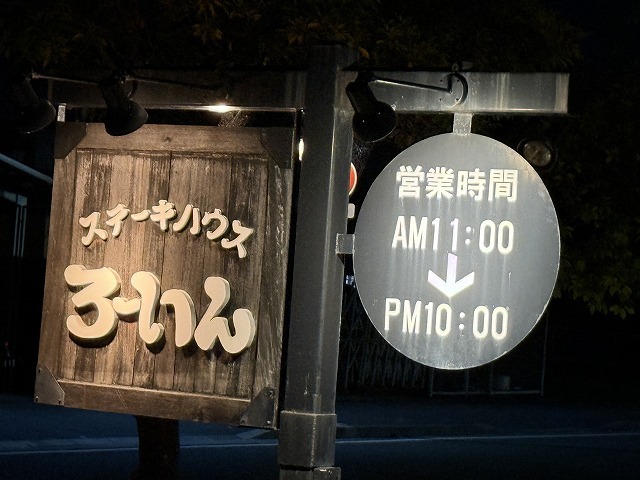 ステーキハウス
ろーいん
営業時間
AM11:00
↓
PM10:00